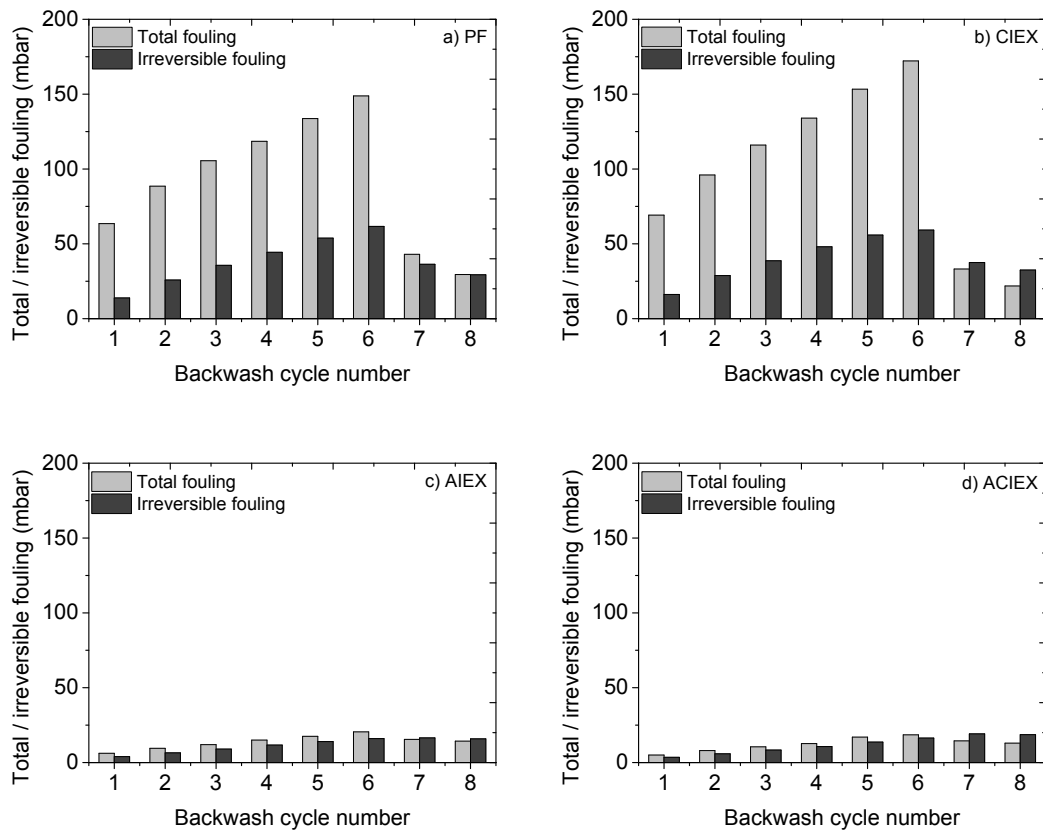 Total / irreversible fouling (mbar)
200
150
100
50
0
Total fouling
Irreversible fouling
a) PF
1 2 3 4 5 6 7 8
Backwash cycle number
Total / irreversible fouling (mbar)
200
150
100
50
0
Total fouling
Irreversible fouling
b) CIEX
1 2 3 4 5 6 7 8
Backwash cycle number
Total / irreversible fouling (mbar)
200
150
100
50
0
Total fouling
Irreversible fouling
c) AIEX
1 2 3 4 5 6 7 8
Backwash cycle number
Total / irreversible fouling (mbar)
200
150
100
50
0
Total fouling
Irreversible fouling
d) ACIEX
1 2 3 4 5 6 7 8
Backwash cycle number